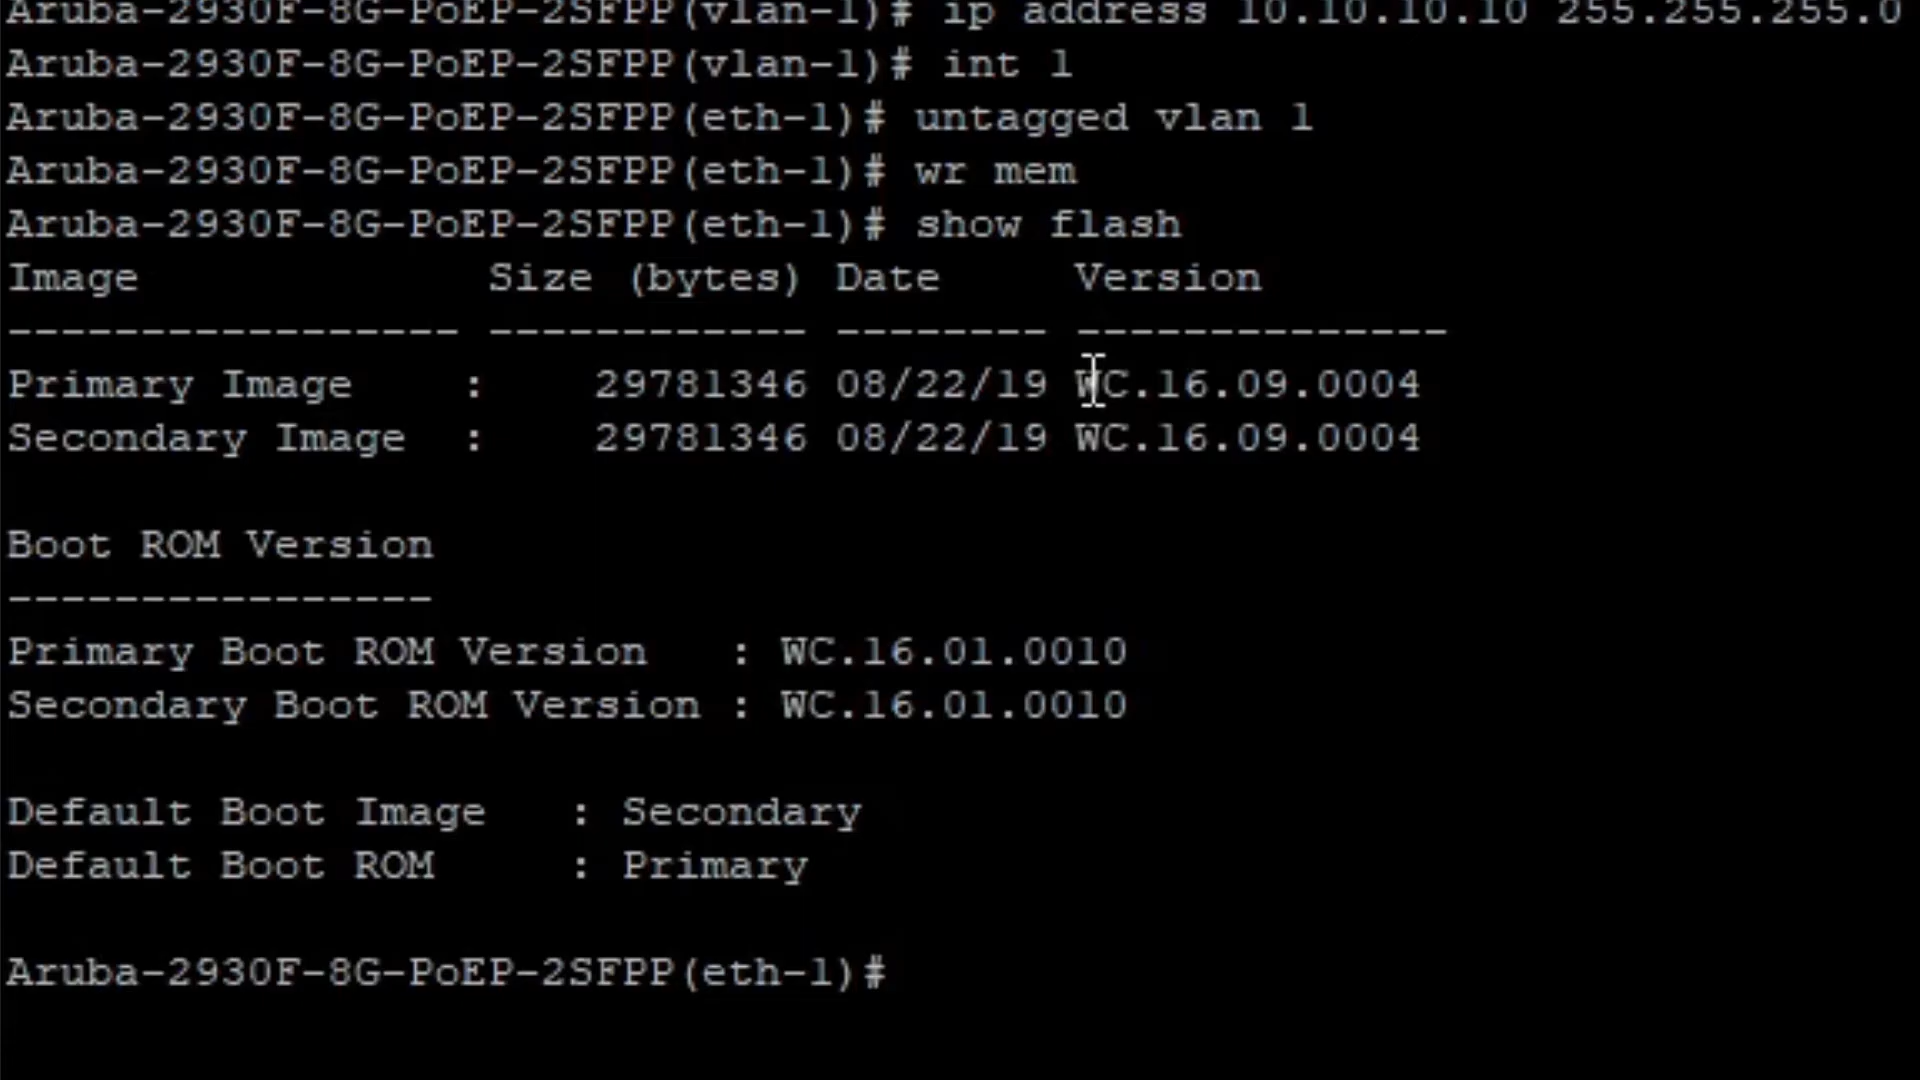 Aruba-2930F-8G-PoEP-2SFPP(vlan-1)# ip address 10.10.10.10 255.255.255.0
Aruba-2930F-8G-PoEP-2SFPP(vlan-1)# int 1
Aruba-2930F-8G-PoEP-2SFPP(eth-1)# untagged vlan 1
Aruba-2930F-8G-PoEP-2SFPP(eth-1)# wr mem
Aruba-2930F-8G-PoEP-2SFPP(eth-1)# show flash
Image             Size (bytes) Date     Version
----------------- ------------ -------- --------------
Primary Image    :    29781346 08/22/19 WC.16.09.0004
Secondary Image  :    29781346 08/22/19 WC.16.09.0004
Boot ROM Version
----------------
Primary Boot ROM Version   : WC.16.01.0010
Secondary Boot ROM Version : WC.16.01.0010
Default Boot Image   : Secondary
Default Boot ROM     : Primary
Aruba-2930F-8G-PoEP-2SFPP(eth-1)#